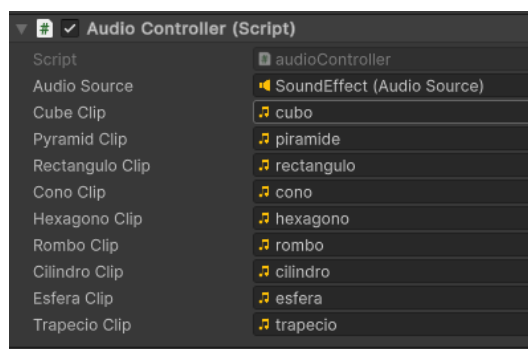 # Audio Controller (Script)
Script # audioController
Audio Source SoundEffect (Audio Source)
Cube Clip cubo
Pyramid Clip piramide
Rectangulo Clip rectangulo
Cono Clip cono
Hexagono Clip hexagono
Rombo Clip rombo
Cilindro Clip cilindro
Esfera Clip esfera
Trapecio Clip trapecio